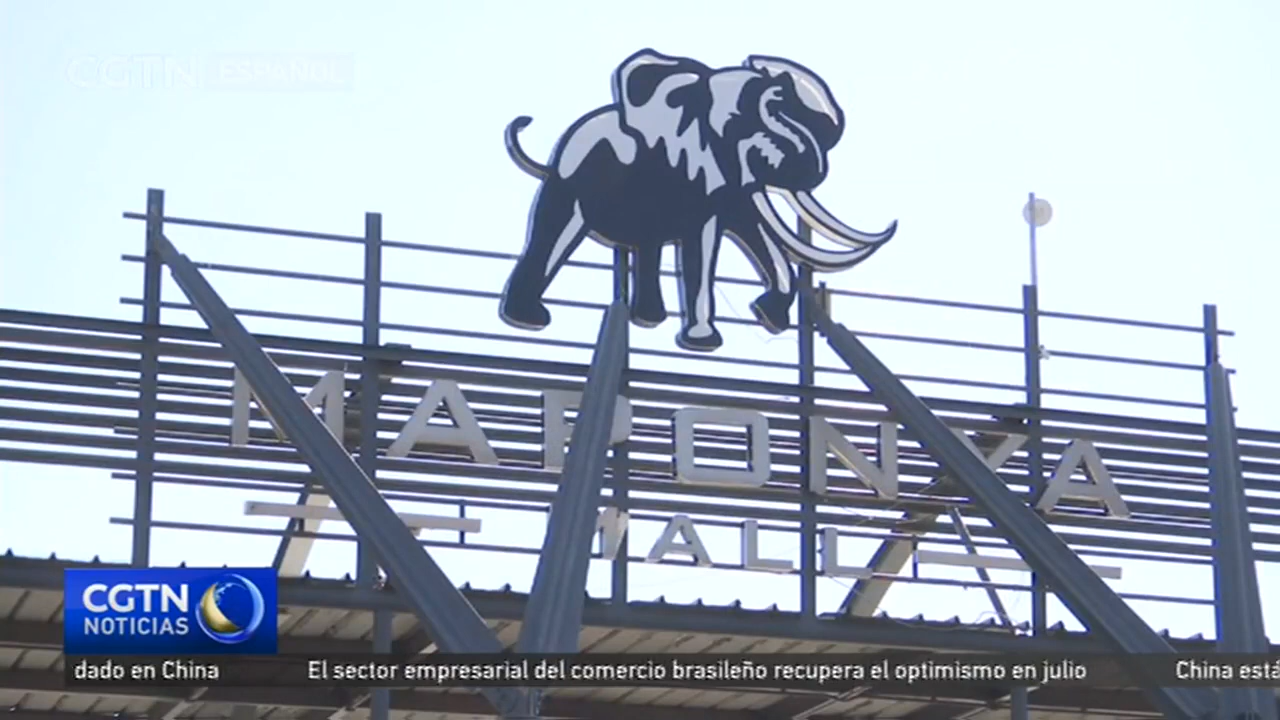 CGTN ESPAÑOL
MAPONYA
MALL
CGTN
NOTICIAS
dado en China El sector empresarial del comercio brasileño recupera el optimismo en julio China está